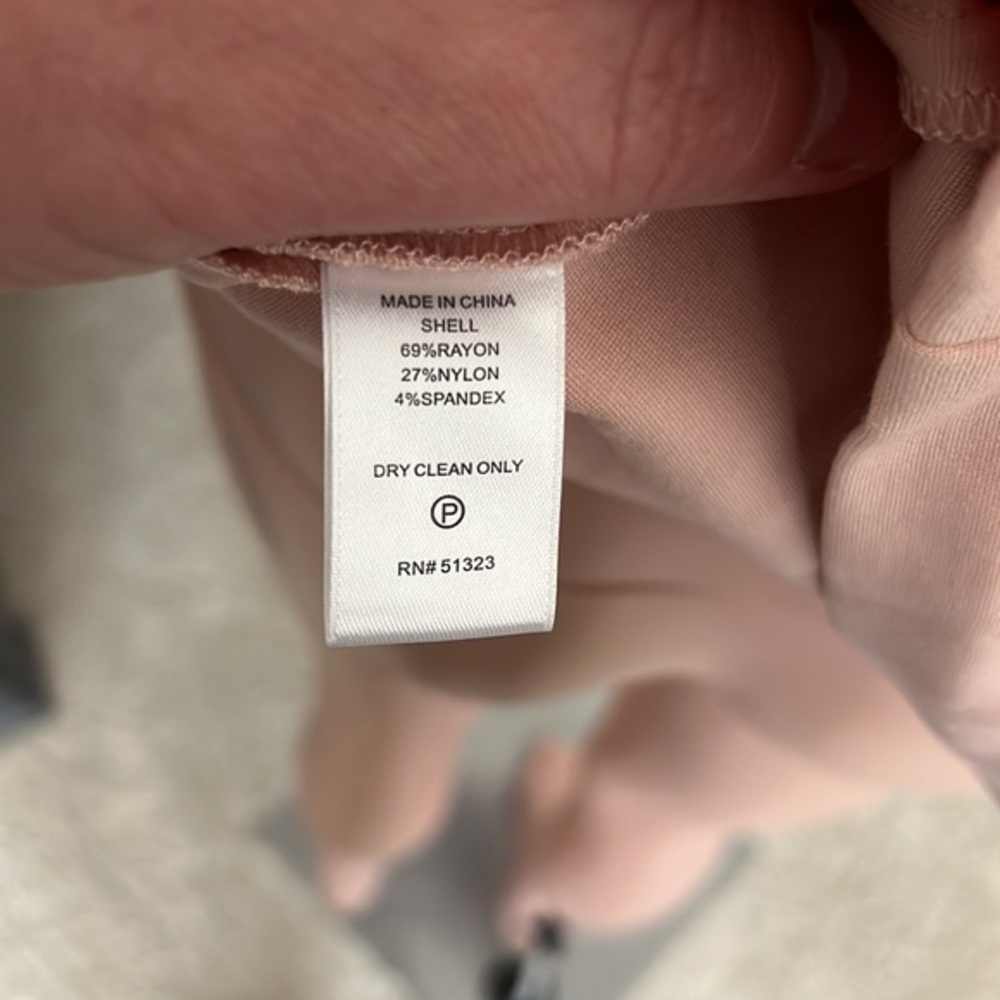 MADE IN CHINA
SHELL
69%RAYON
27%NYLON
4%SPANDEX
DRY CLEAN ONLY
P
RN# 51323